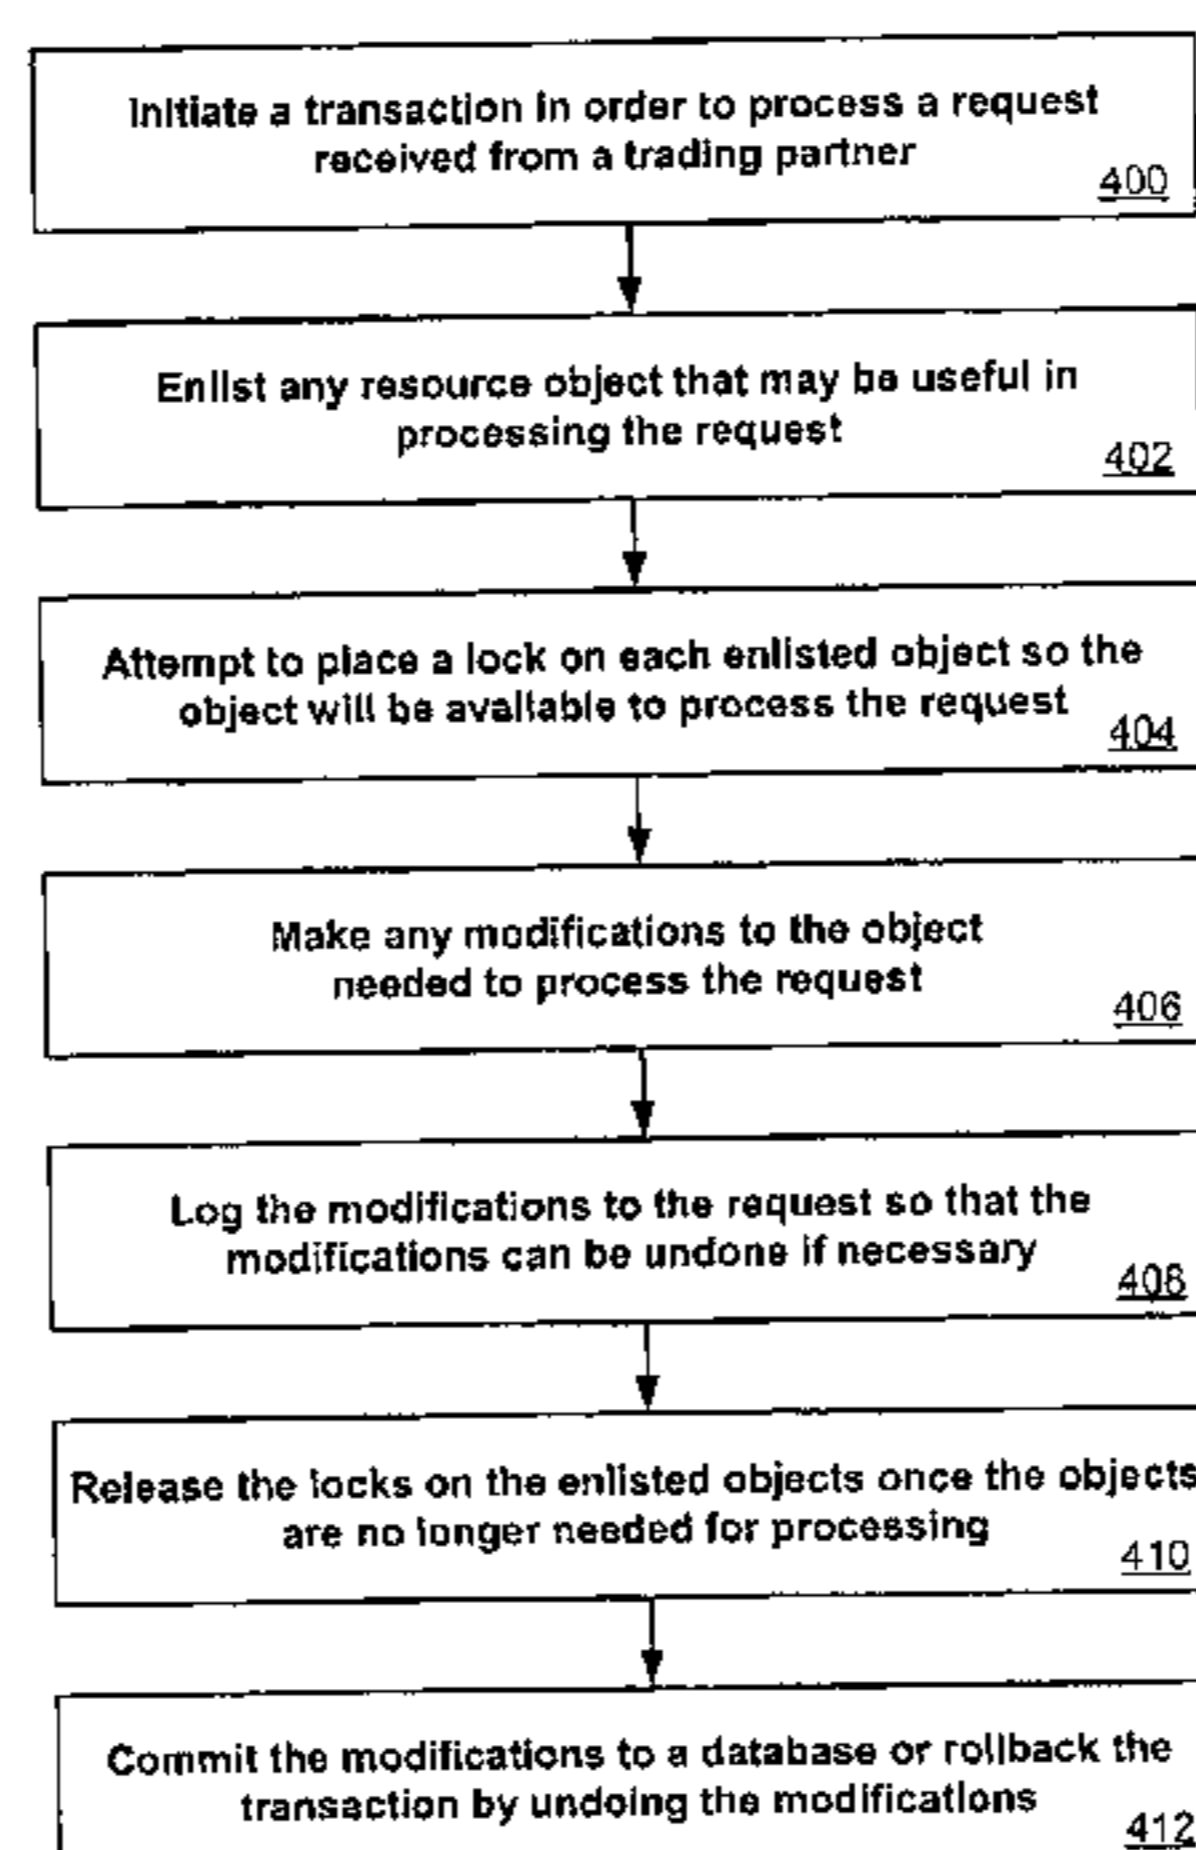 Initiate a transaction in order to process a request
received from a trading partner
400
Enlist any resource object that may be useful in
processing the request
402
Attempt to place a lock on each enlisted object so the
object will be available to process the request
404
Make any modifications to the object
needed to process the request
406
Log the modifications to the request so that the
modifications can be undone if necessary
408
Release the locks on the enlisted objects once the objects
are no longer needed for processing
410
Commit the modifications to a database or rollback the
transaction by undoing the modifications
412